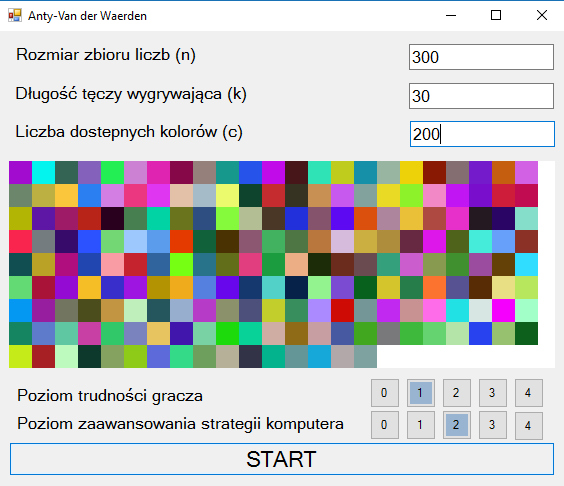 Anty-Van der Waerden
Rozmiar zbioru liczb (n) 300
Długość tęczy wygrywająca (k) 30
Liczba dostepnych kolorów (c) 200
Poziom trudności gracza 0 1 2 3 4
Poziom zaawansowania strategii komputera 0 1 2 3 4
START